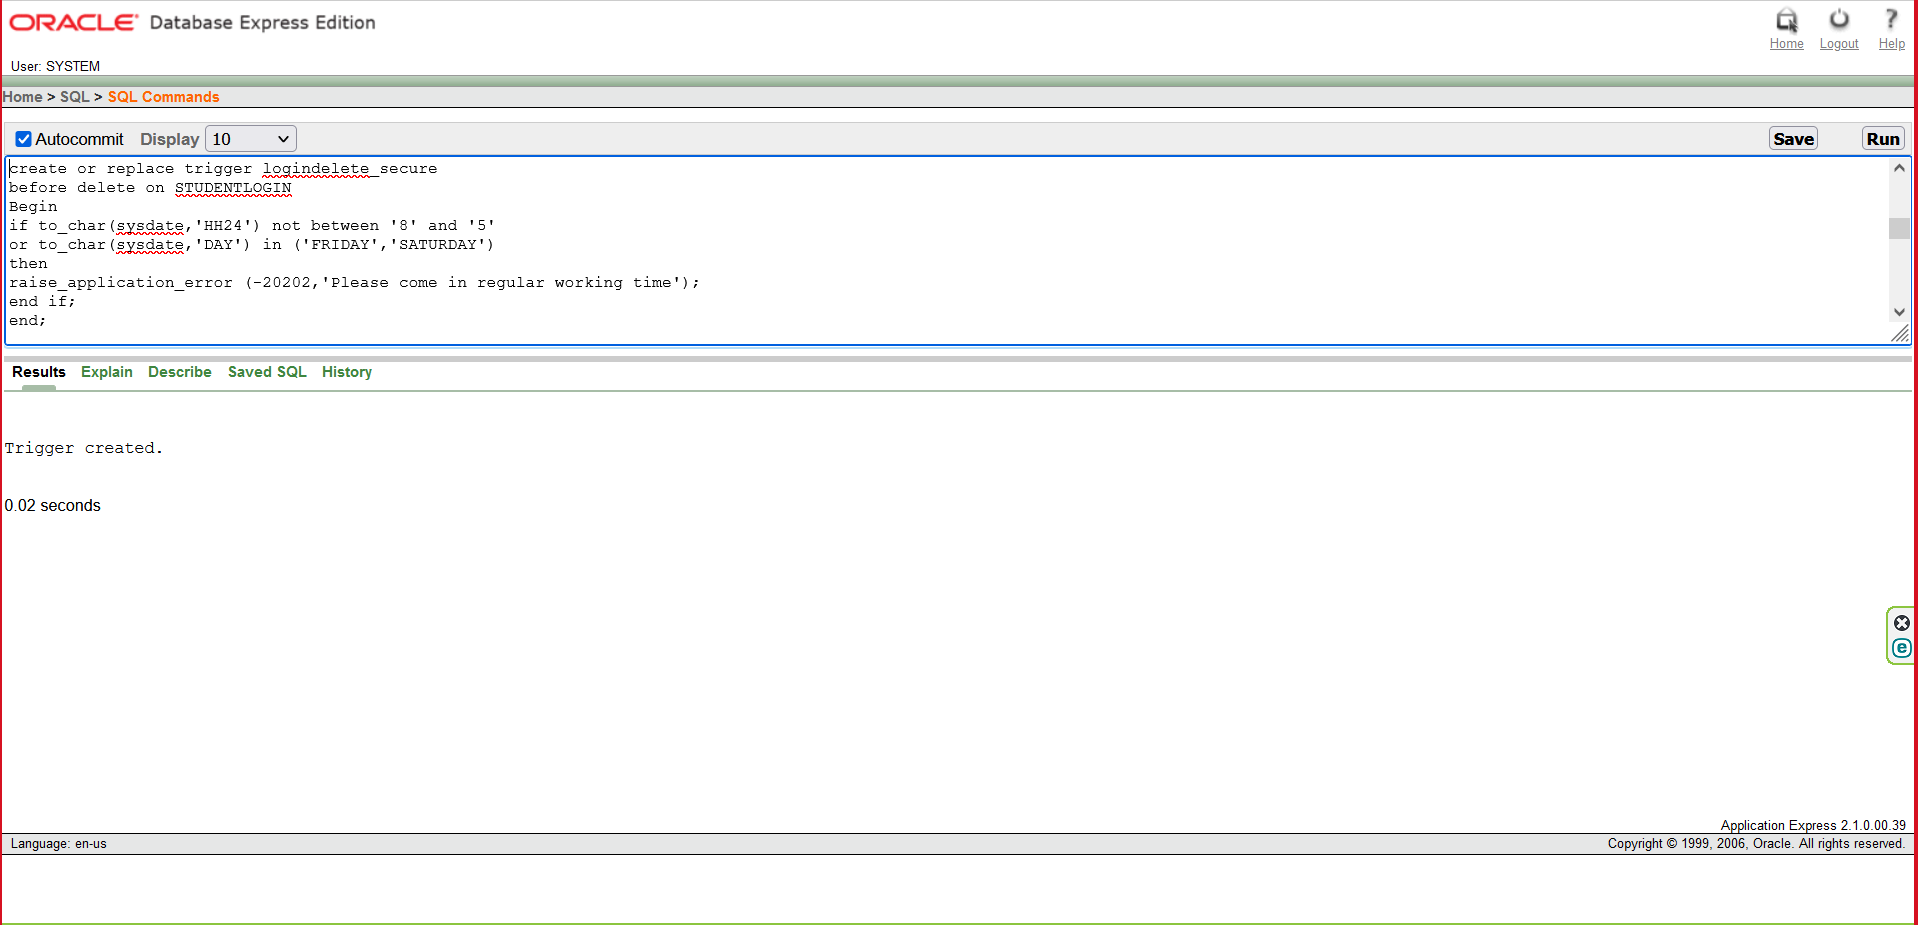 ORACLE® Database Express Edition
Home Logout Help
User: SYSTEM
Home > SQL > SQL Commands
Autocommit Display 10 Save Run
create or replace trigger logindelete_secure
before delete on STUDENTLOGIN
Begin
if to_char(sysdate,'HH24') not between '8' and '5'
or to_char(sysdate,'DAY') in ('FRIDAY','SATURDAY')
then
raise_application_error (-20202,'Please come in regular working time');
end if;
end;
Results Explain Describe Saved SQL History
Trigger created.
0.02 seconds
Application Express 2.1.0.00.39
Language: en-us Copyright © 1999, 2006, Oracle. All rights reserved.